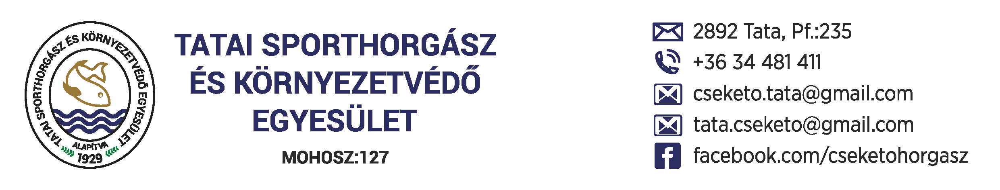 TATAI SPORTHORGÁSZ ÉS KÖRNYEZETVÉDŐ EGYESÜLET
ALAPÍTVA
1929
TATAI SPORTHORGÁSZ
ÉS KÖRNYEZETVÉDŐ
EGYESÜLET
MOHOSZ:127
2892 Tata, Pf.:235
+36 34 481 411
cseketo.tata@gmail.com
tata.cseketo@gmail.com
facebook.com/cseketohorgasz